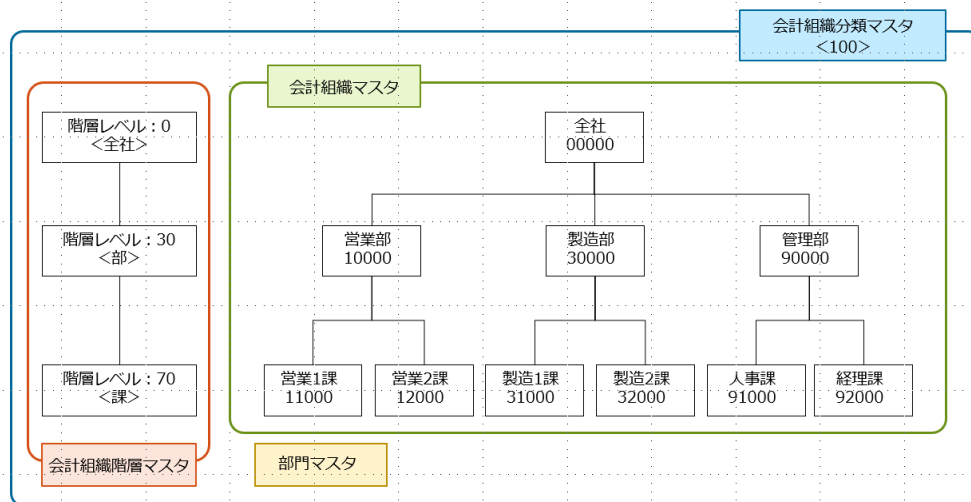 会計組織分類マスタ
<100>
会計組織マスタ
階層レベル：0
<全社>
全社
00000
階層レベル：30
<部>
営業部
10000
製造部
30000
管理部
90000
階層レベル：70
<課>
営業1課
11000
営業2課
12000
製造1課
31000
製造2課
32000
人事課
91000
経理課
92000
会計組織階層マスタ
部門マスタ